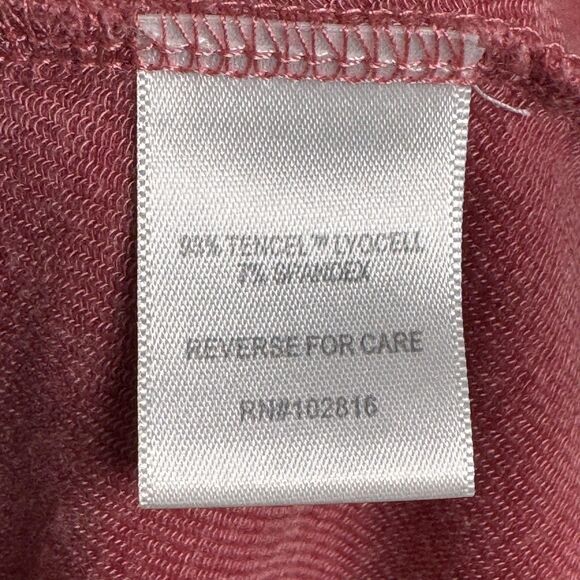 93% TENCEL™ LYOCELL
7% SPANDEX
REVERSE FOR CARE
RN#102816